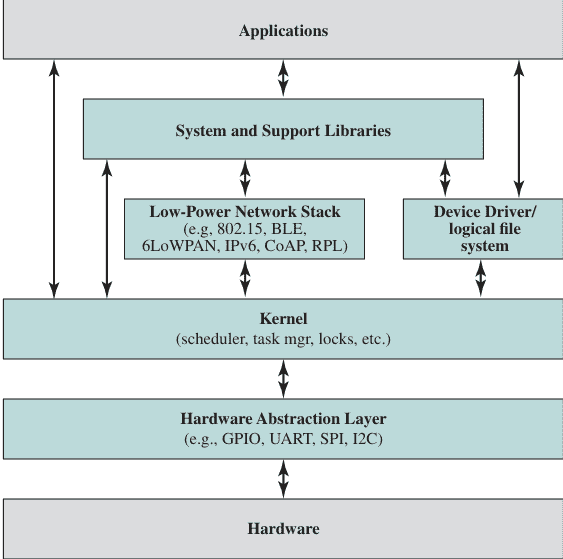 Applications
System and Support Libraries
Low-Power Network Stack
(e.g, 802.15, BLE,
6LoWPAN, IPv6, CoAP, RPL)
Device Driver/
logical file
system
Kernel
(scheduler, task mgr, locks, etc.)
Hardware Abstraction Layer
(e.g., GPIO, UART, SPI, I2C)
Hardware